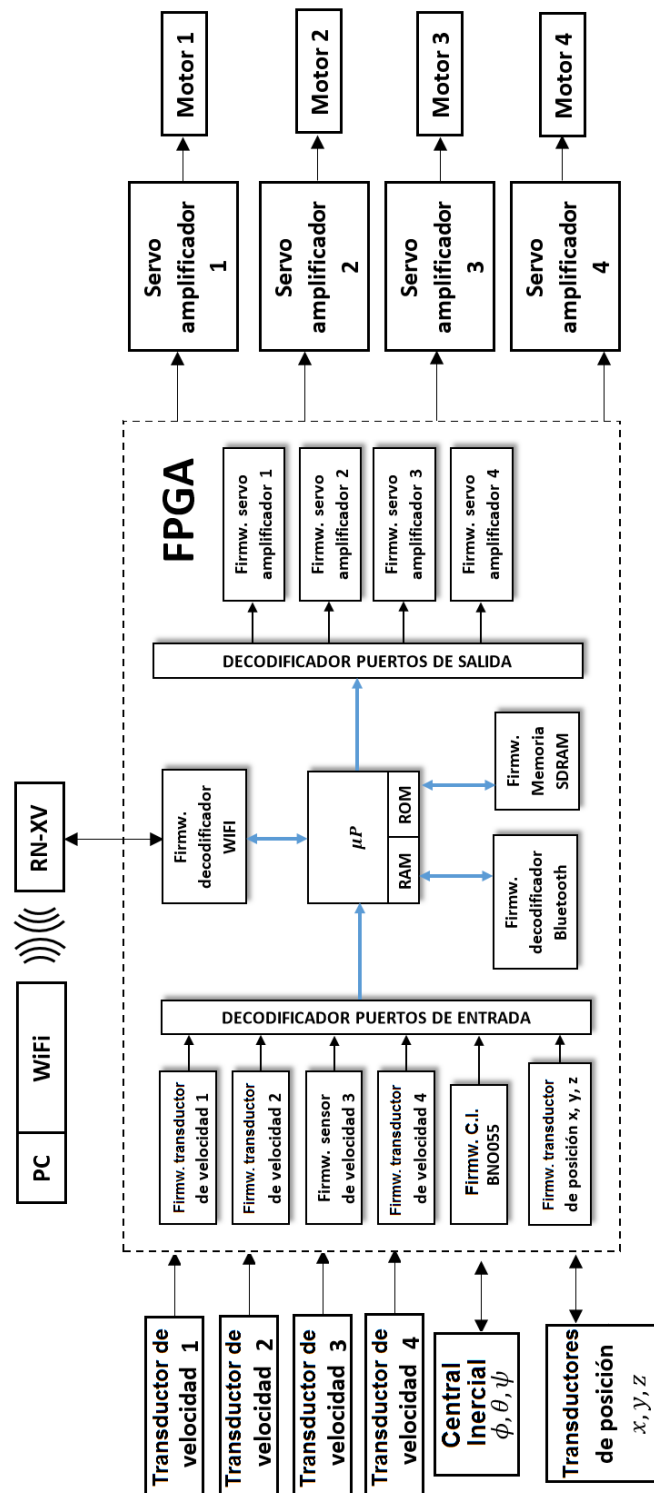 PC
WiFi
RN-XV
Transductor de
velocidad 1
Transductor de
velocidad 2
Transductor de
velocidad 3
Transductor de
velocidad 4
Central
Inercial
ϕ, θ, ψ
Transductores
de posición
x, y, z
Firmw. transductor
de velocidad 1
Firmw. transductor
de velocidad 2
Firmw. sensor
de velocidad 3
Firmw. transductor
de velocidad 4
Firmw. C.I.
BNO055
Firmw. transductor
de posición x, y, z
DECODIFICADOR PUERTOS DE ENTRADA
Firmw.
decodificador
WIFI
μP
RAM
ROM
Firmw.
decodificador
Bluetooth
Firmw.
Memoria
SDRAM
DECODIFICADOR PUERTOS DE SALIDA
FPGA
Firmw. servo
amplificador 1
Firmw. servo
amplificador 2
Firmw. servo
amplificador 3
Firmw. servo
amplificador 4
Servo
amplificador
1
Servo
amplificador
2
Servo
amplificador
3
Servo
amplificador
4
Motor 1
Motor 2
Motor 3
Motor 4